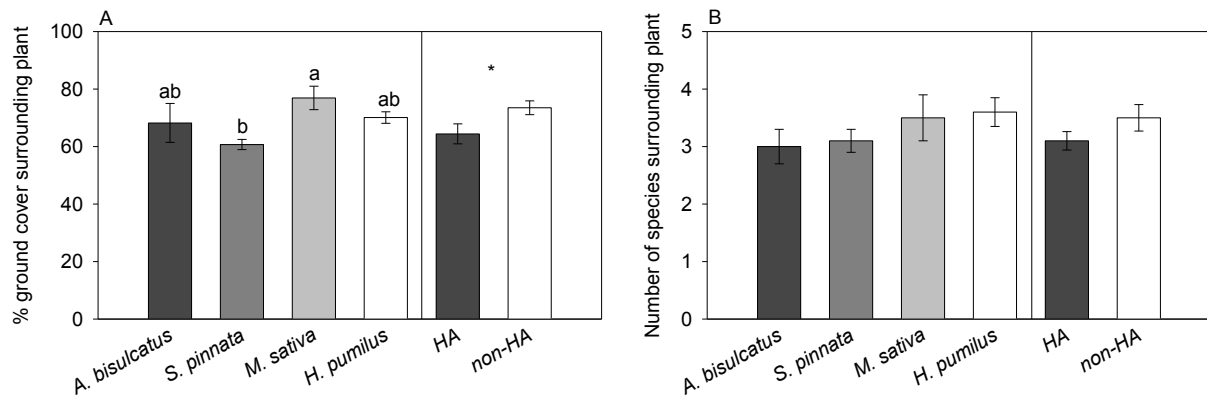 A
% ground cover surrounding plant
100
80
60
40
20
0
ab
b
a
ab
*
A. bisulcatus
S. pinnata
M. sativa
H. pumilus
HA
non-HA
B
Number of species surrounding plant
5
4
3
2
1
0
A. bisulcatus
S. pinnata
M. sativa
H. pumilus
HA
non-HA